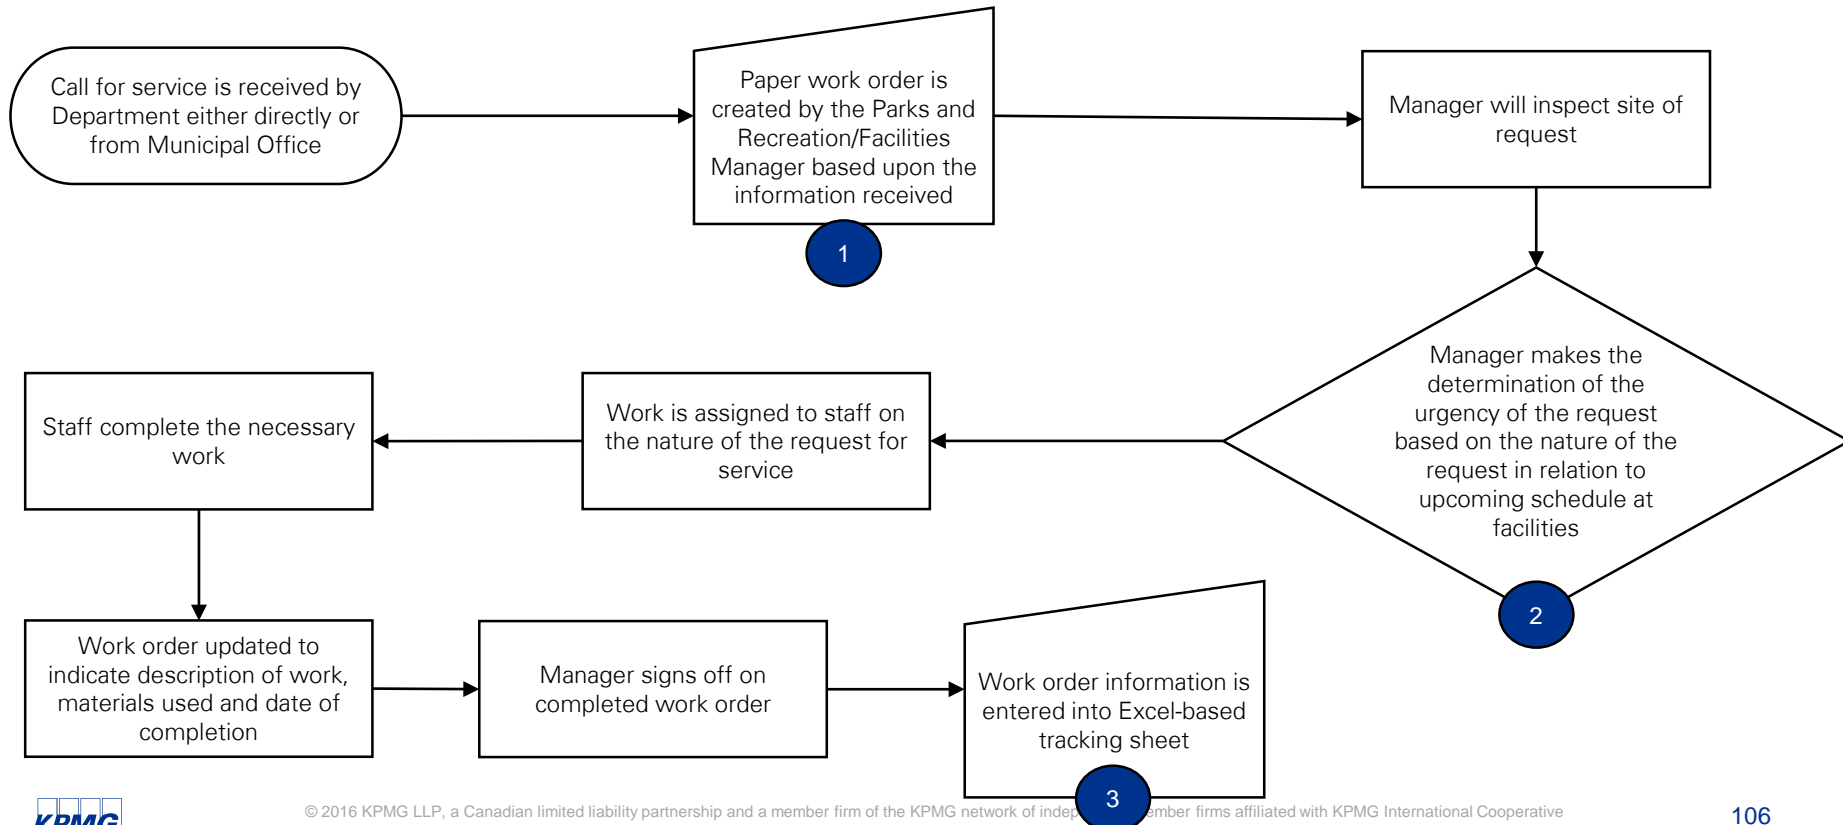 Call for service is received by
Department either directly or
from Municipal Office
Paper work order is
created by the Parks and
Recreation/Facilities
Manager based upon the
information received
1
Manager will inspect site of
request
Manager makes the
determination of the
urgency of the request
based on the nature of the
request in relation to
upcoming schedule at
facilities
2
Work is assigned to staff on
the nature of the request for
service
Staff complete the necessary
work
Work order updated to
indicate description of work,
materials used and date of
completion
Manager signs off on
completed work order
Work order information is
entered into Excel-based
tracking sheet
3
KPMG
© 2016 KPMG LLP, a Canadian limited liability partnership and a member firm of the KPMG network of firms affiliated with KPMG International Cooperative
106